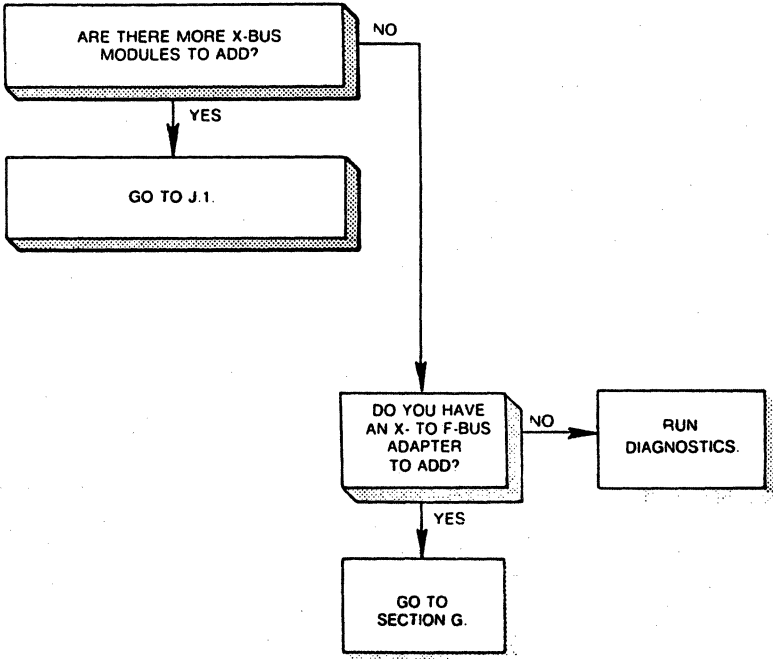 ARE THERE MORE X-BUS
MODULES TO ADD?
NO
YES
GO TO J.1.
DO YOU HAVE
AN X- TO F-BUS
ADAPTER
TO ADD?
NO
RUN
DIAGNOSTICS.
YES
GO TO
SECTION G.